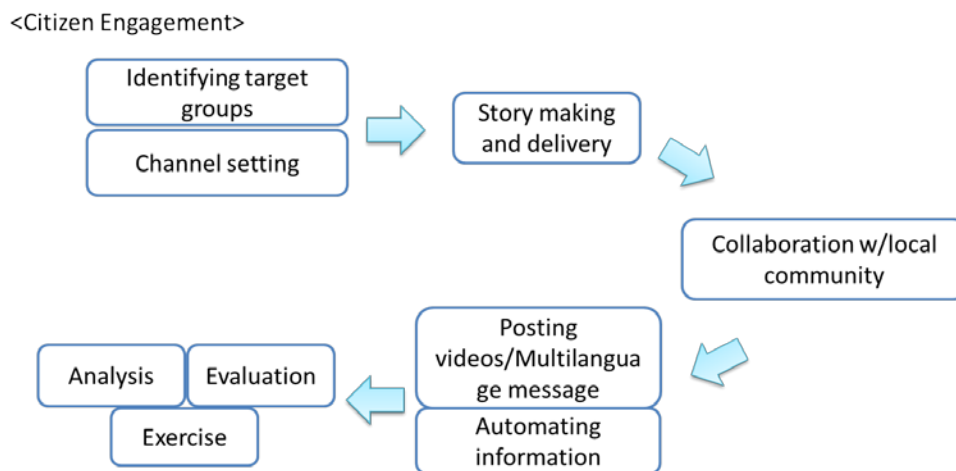 <Citizen Engagement>
Identifying target
groups
Channel setting
Story making
and delivery
Collaboration w/local
community
Posting
videos/Multilangua
ge message
Automating
information
Analysis
Evaluation
Exercise